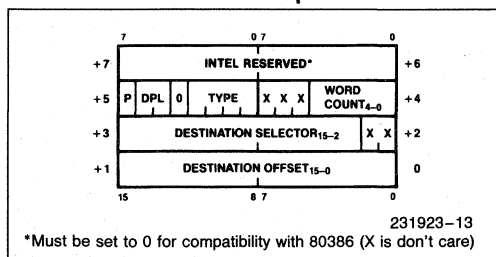 7 0 7 0
+7 INTEL RESERVED* +6
+5 P DPL 0 TYPE X X X WORD COUNT4–0 +4
+3 DESTINATION SELECTOR15–2 X X +2
+1 DESTINATION OFFSET15–0 0
15 8 7 0
231923–13
*Must be set to 0 for compatibility with 80386 (X is don't care)